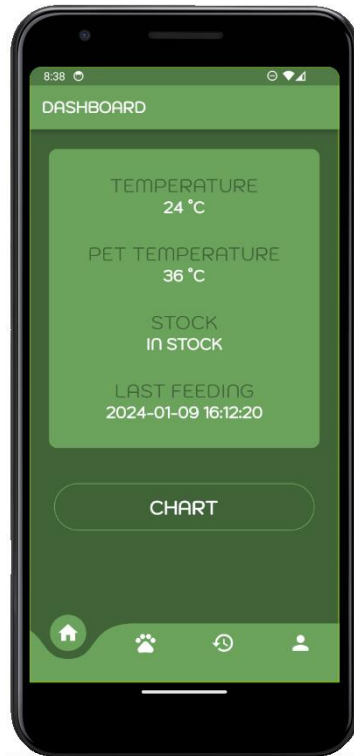 8:38
DASHBOARD
TEMPERATURE
24 °C
PET TEMPERATURE
36 °C
STOCK
IN STOCK
LAST FEEDING
2024-01-09 16:12:20
CHART